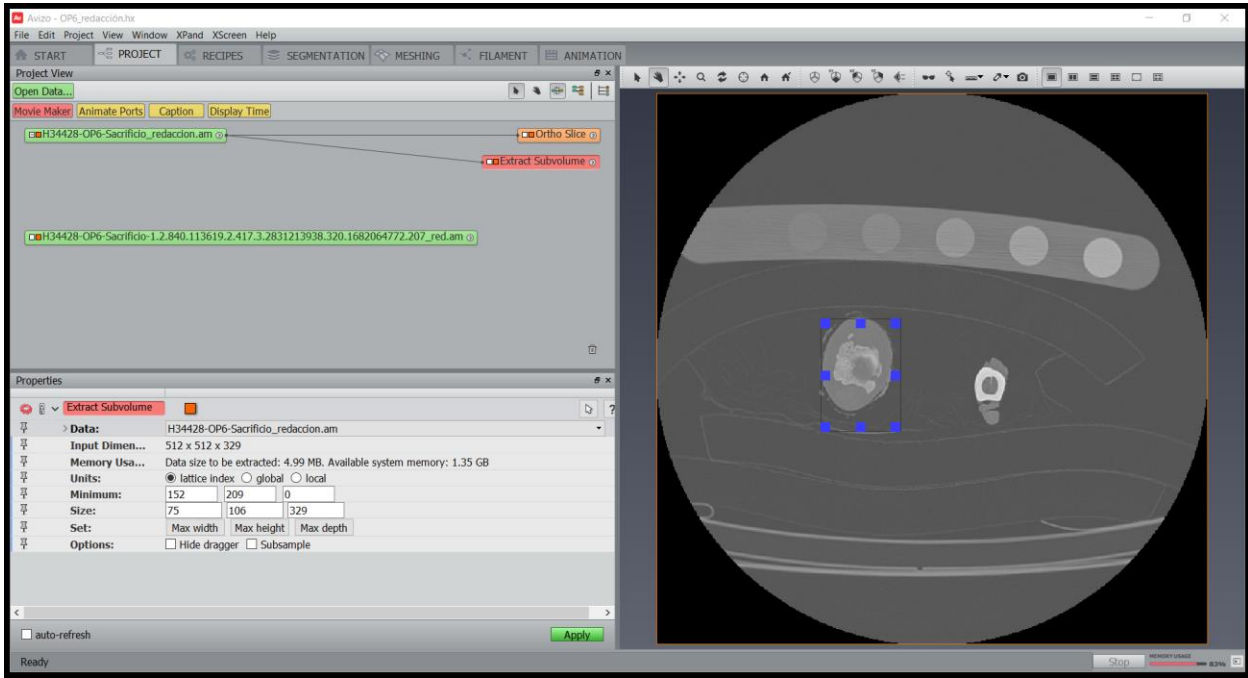 Avizo - OP6_redacción.hx
File Edit Project View Window XPand XScreen Help
START PROJECT RECIPES SEGMENTATION MESHING FILAMENT ANIMATION
Project View
Open Data...
Movie Maker Animate Ports Caption Display Time
H34428-OP6-Sacrificio_redaccion.am Ortho Slice
Extract Subvolume
H34428-OP6-Sacrificio-1.2.840.113619.2.417.3.2831213938.320.1682064772.207_red.am
Properties
Extract Subvolume ?
Data: H34428-OP6-Sacrificio_redaccion.am
Input Dimen... 512 x 512 x 329
Memory Usa... Data size to be extracted: 4.99 MB. Available system memory: 1.35 GB
Units: lattice index global local
Minimum: 152 209 0
Size: 75 106 329
Set: Max width Max height Max depth
Options: Hide dragger Subsample
auto-refresh Apply
Ready Stop MEMORY USAGE 83%